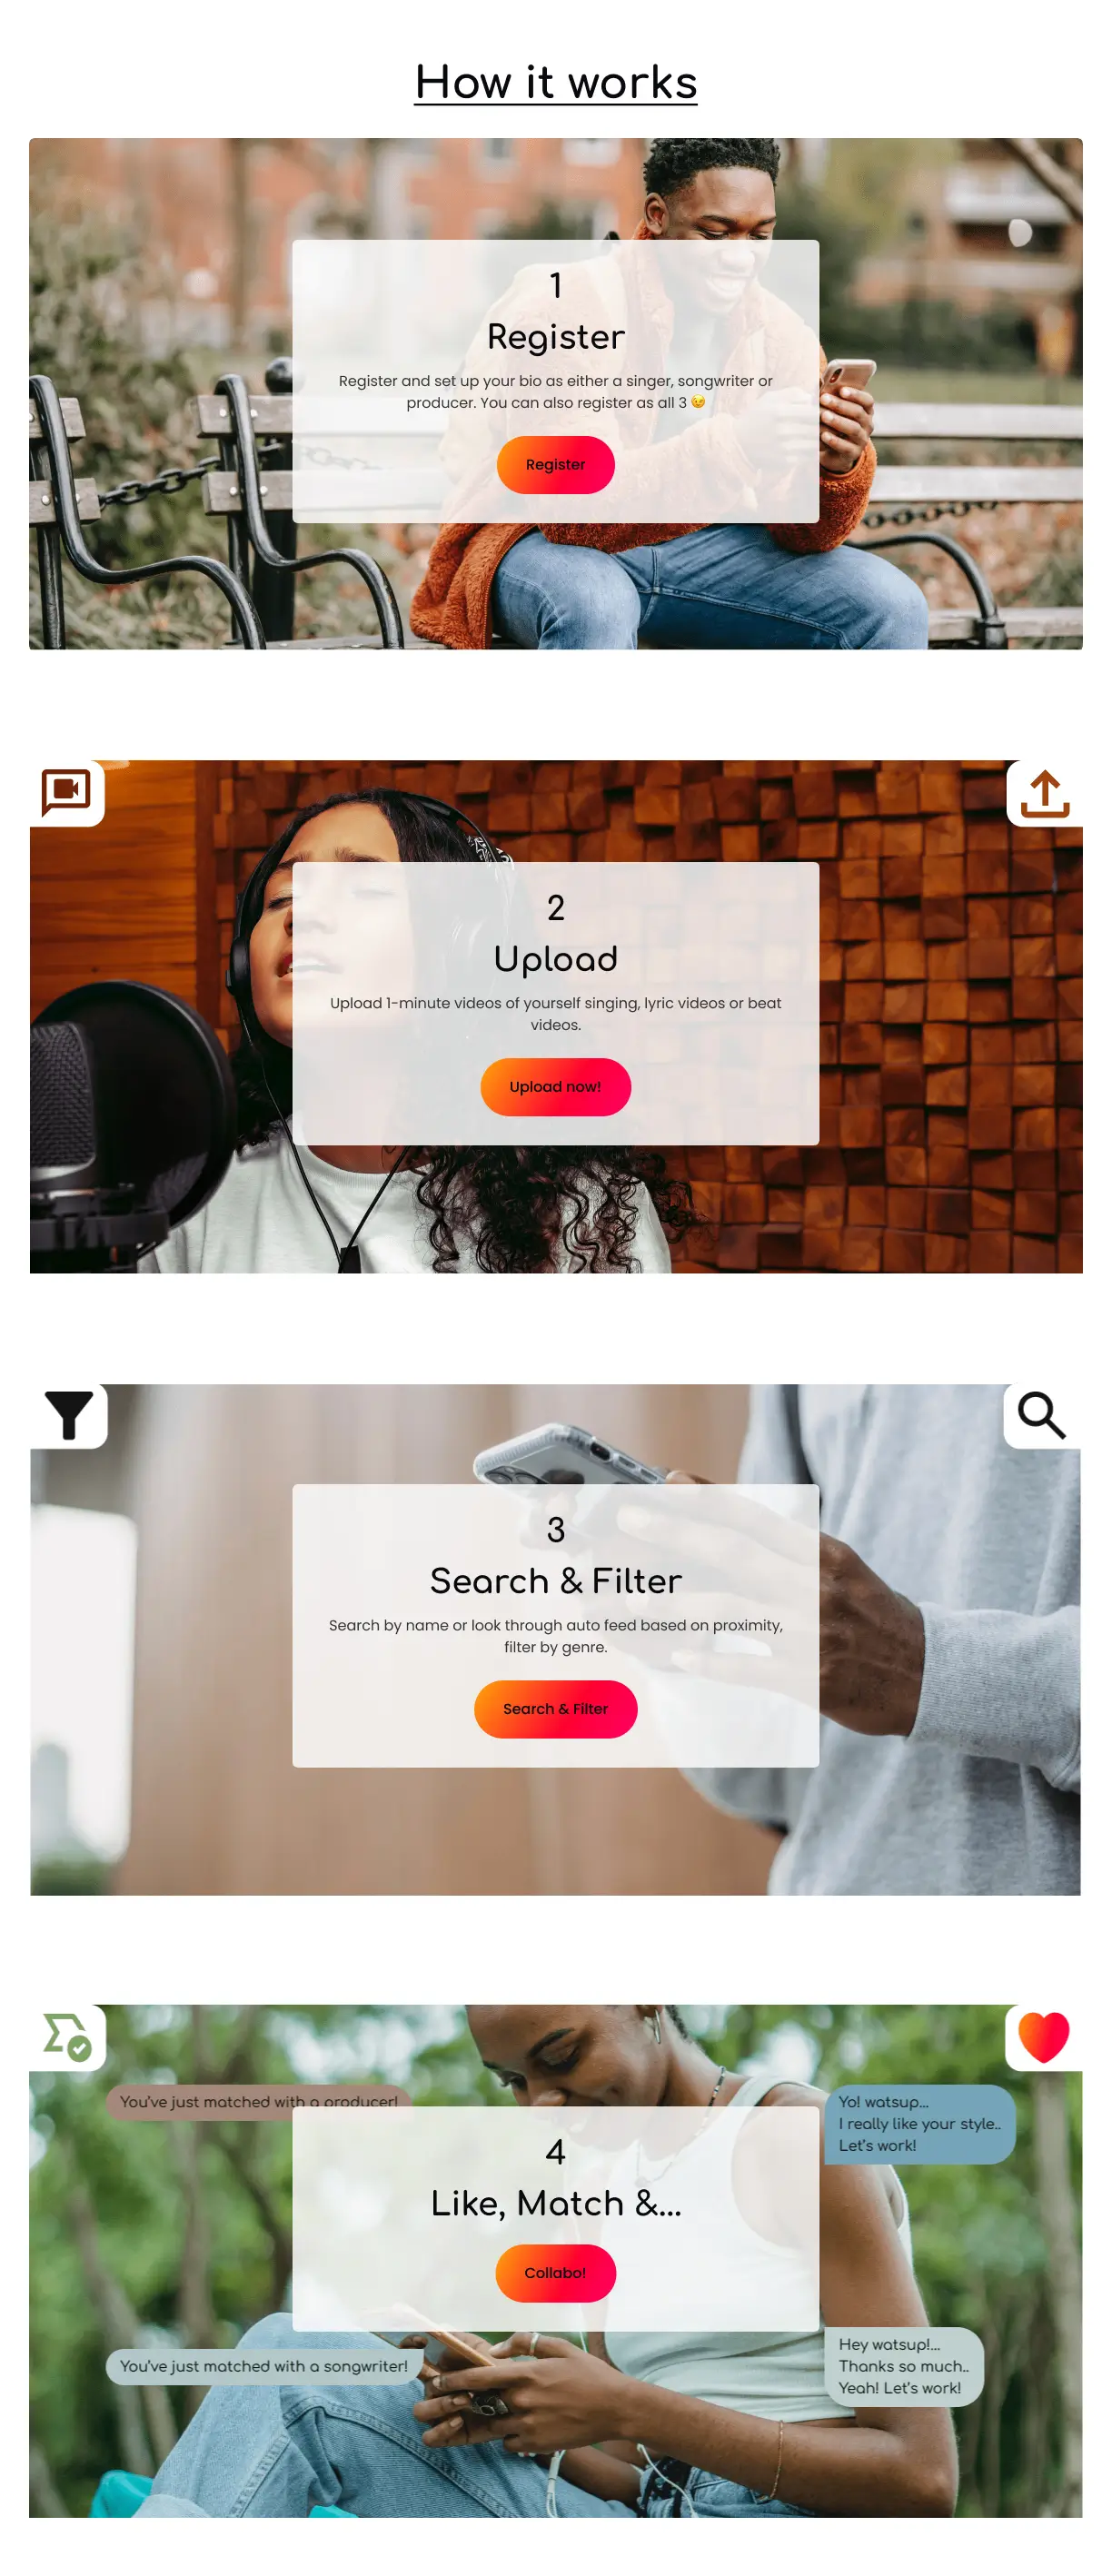 How it works
1
Register
Register and set up your bio as either a singer, songwriter or
producer. You can also register as all 3 😉
Register
2
Upload
Upload 1-minute videos of yourself singing, lyric videos or beat
videos.
Upload now!
3
Search & Filter
Search by name or look through auto feed based on proximity,
filter by genre.
Search & Filter
You've just matched with a producer!
Yo! watsup...
I really like your style..
Let's work!
4
Like, Match &...
Collabo!
You've just matched with a songwriter!
Hey watsup!...
Thanks so much..
Yeah! Let's work!